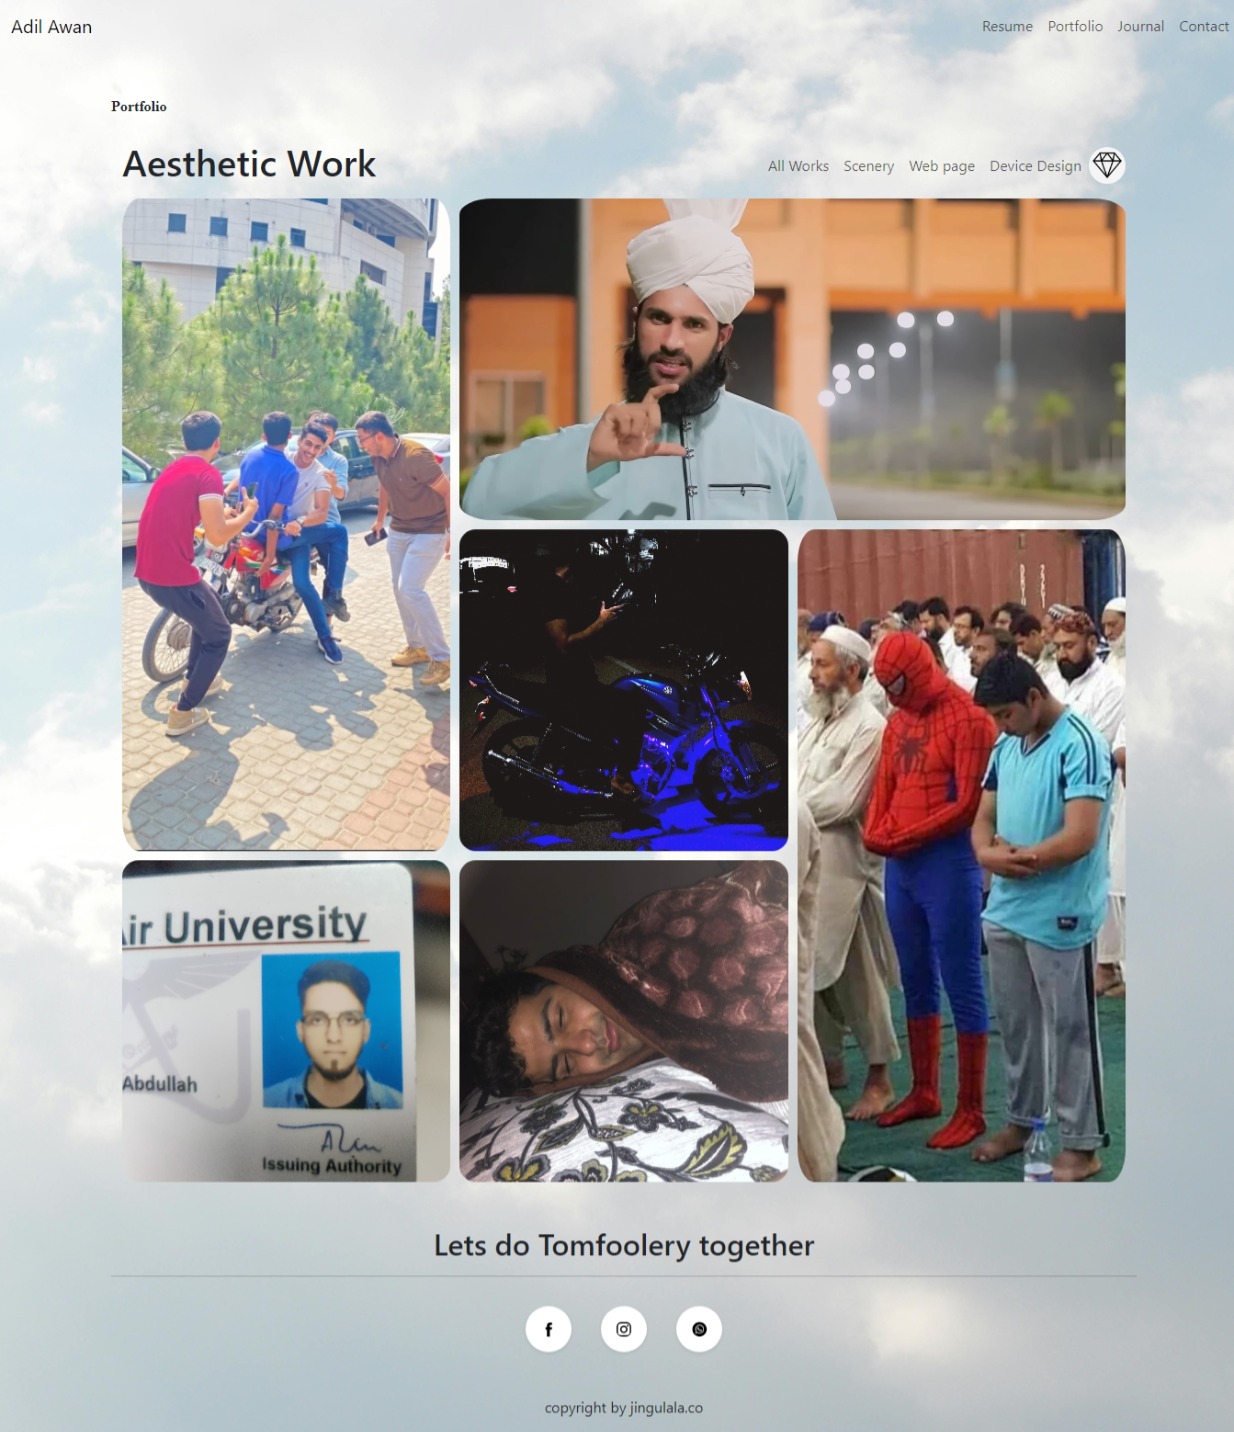 Adil Awan
Resume Portfolio Journal Contact
Portfolio
Aesthetic Work
All Works Scenery Web page Device Design
Air University
Abdullah
Issuing Authority
Lets do Tomfoolery together
copyright by jingulala.co